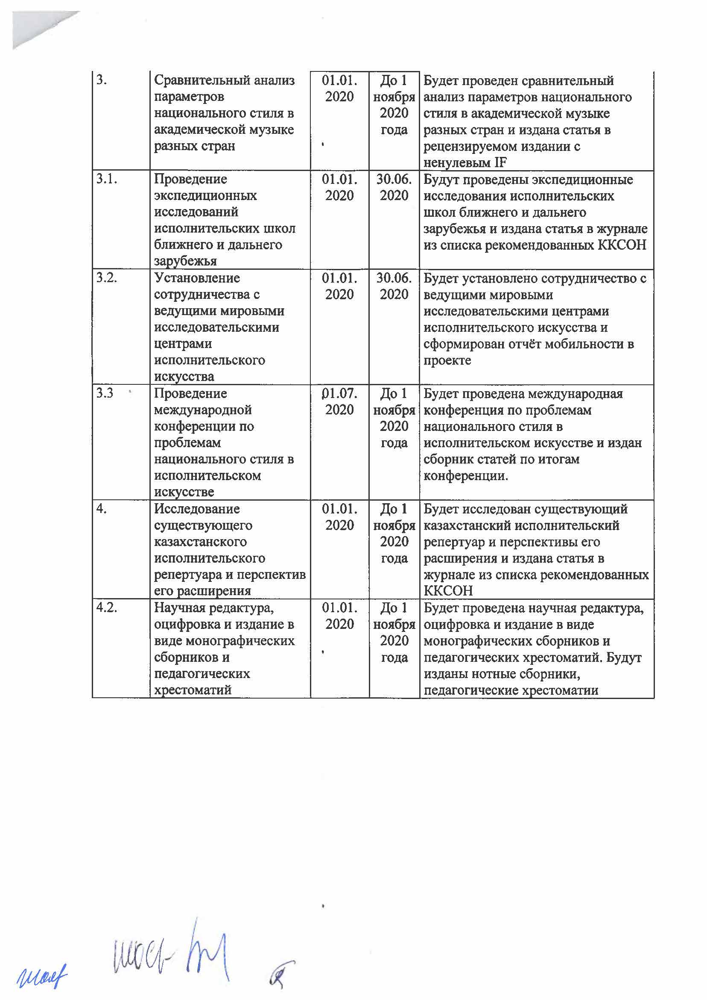 3.
Сравнительный анализ
параметров
национального стиля в
академической музыке
разных стран
01.01.
2020
До 1
ноября
2020
года
Будет проведен сравнительный
анализ параметров национального
стиля в академической музыке
разных стран и издана статья в
рецензируемом издании с
ненулевым IF
3.1.
Проведение
экспедиционных
исследований
исполнительских школ
ближнего и дальнего
зарубежья
01.01.
2020
30.06.
2020
Будут проведены экспедиционные
исследования исполнительских
школ ближнего и дальнего
зарубежья и издана статья в журнале
из списка рекомендованных ККСОН
3.2.
Установление
сотрудничества с
ведущими мировыми
исследовательскими
центрами
исполнительского
искусства
01.01.
2020
30.06.
2020
Будет установлено сотрудничество с
ведущими мировыми
исследовательскими центрами
исполнительского искусства и
сформирован отчёт мобильности в
проекте
3.3
Проведение
международной
конференции по
проблемам
национального стиля в
исполнительском
искусстве
01.07.
2020
До 1
ноября
2020
года
Будет проведена международная
конференция по проблемам
национального стиля в
исполнительском искусстве и издан
сборник статей по итогам
конференции.
4.
Исследование
существующего
казахстанского
исполнительского
репертуара и перспектив
его расширения
01.01.
2020
До 1
ноября
2020
года
Будет исследован существующий
казахстанский исполнительский
репертуар и перспективы его
расширения и издана статья в
журнале из списка рекомендованных
ККСОН
4.2.
Научная редактура,
оцифровка и издание в
виде монографических
сборников и
педагогических
хрестоматий
01.01.
2020
До 1
ноября
2020
года
Будет проведена научная редактура,
оцифровка и издание в виде
монографических сборников и
педагогических хрестоматий. Будут
изданы нотные сборники,
педагогические хрестоматии